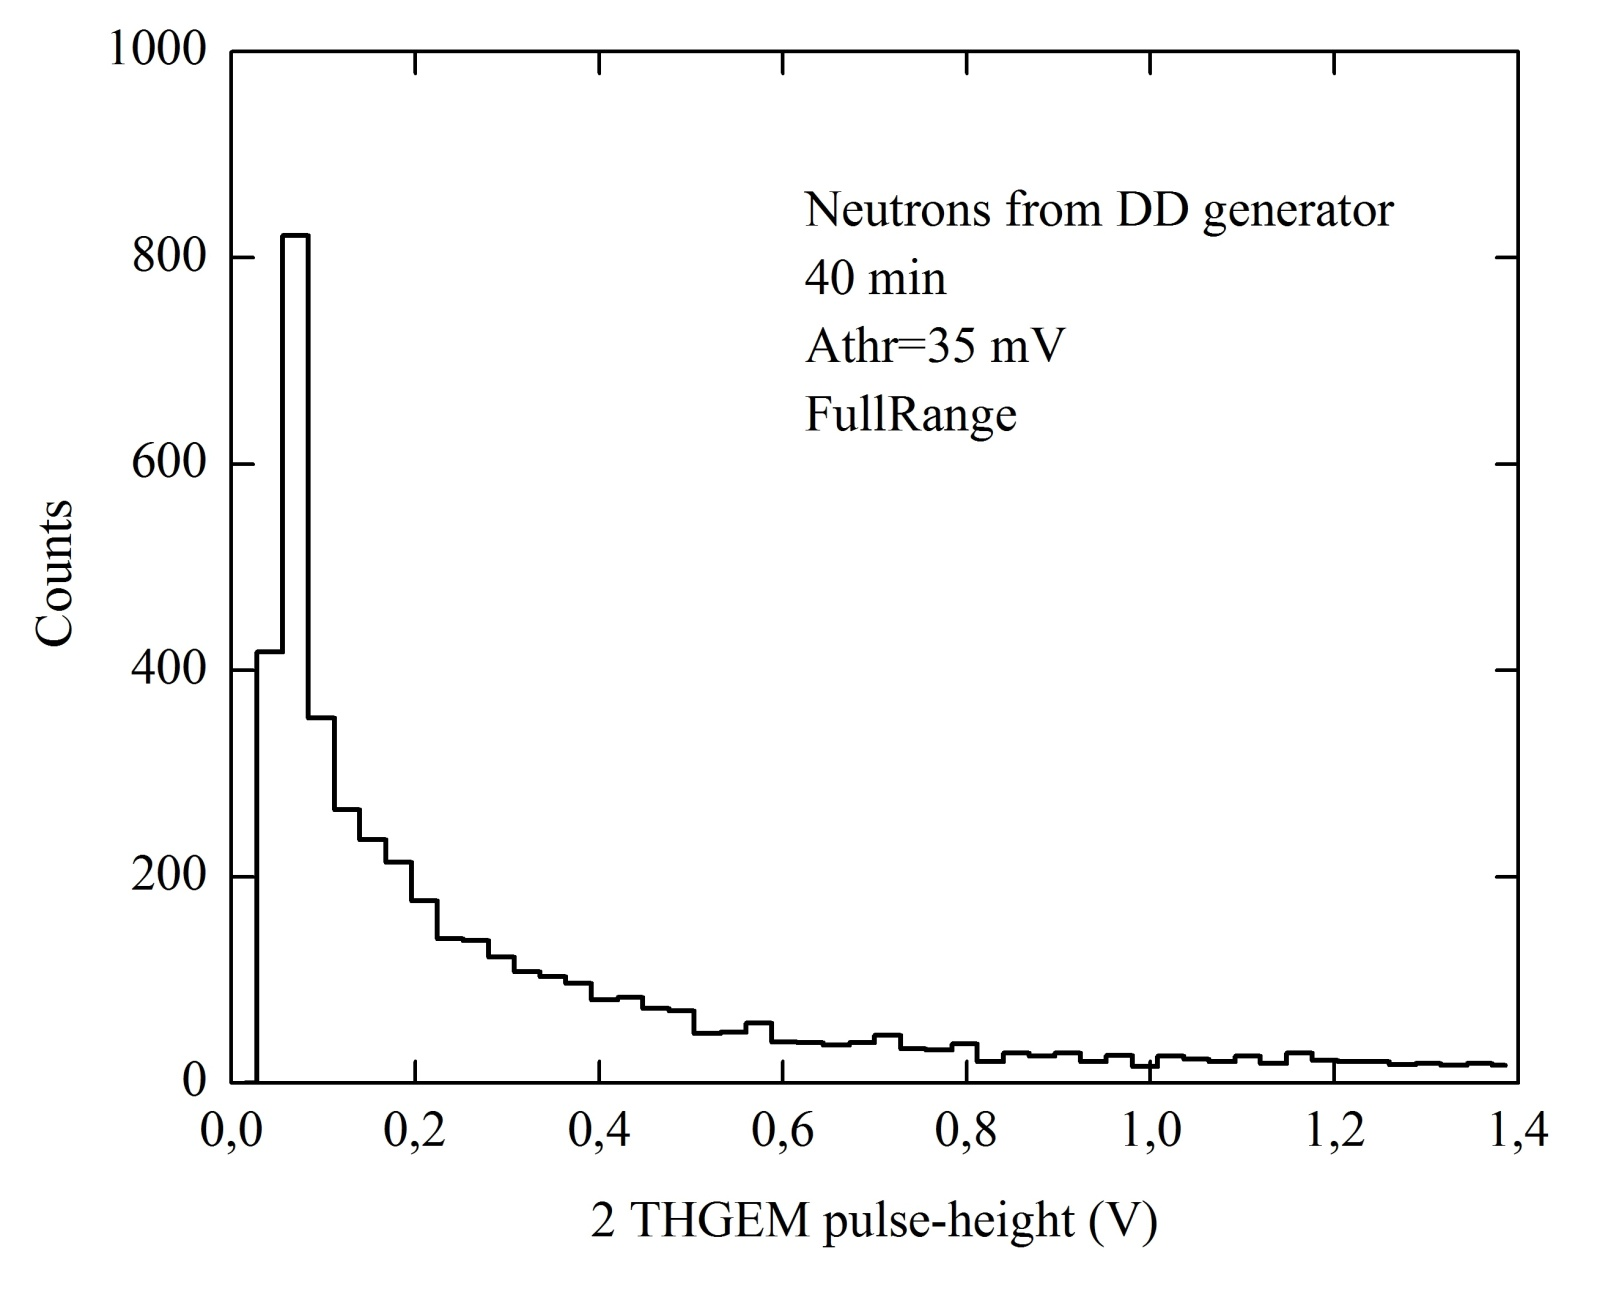 1000
800
600
400
200
0
Counts
Neutrons from DD generator
40 min
Athr=35 mV
FullRange
0,0 0,2 0,4 0,6 0,8 1,0 1,2 1,4
2 THGEM pulse-height (V)